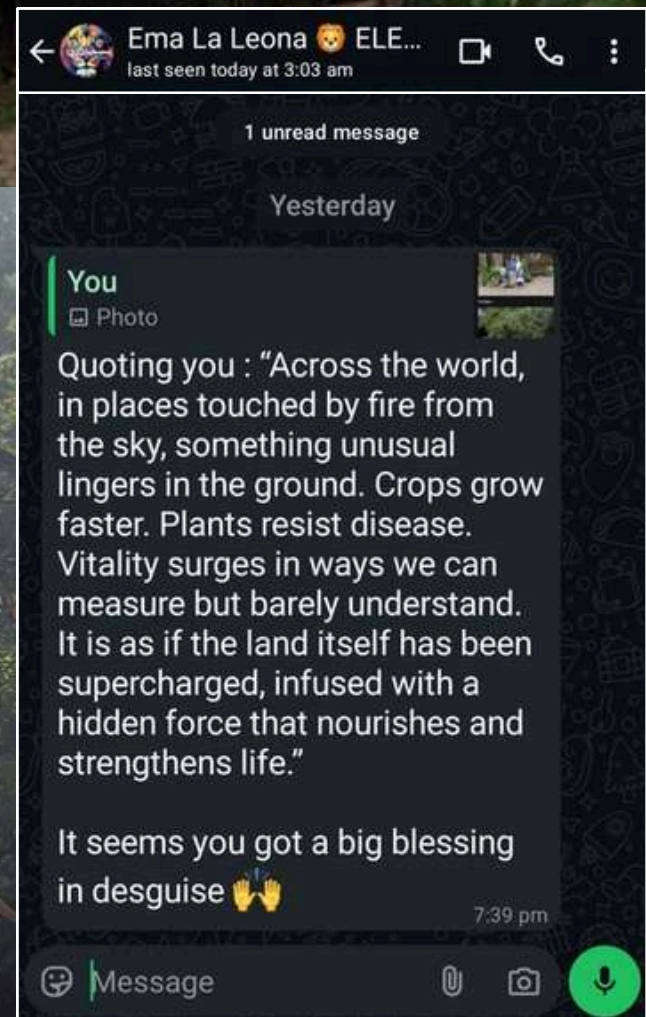 Ema La Leona 🦁 ELE...
last seen today at 3:03 am
1 unread message
Yesterday
You
Photo
Quoting you : “Across the world,
in places touched by fire from
the sky, something unusual
lingers in the ground. Crops grow
faster. Plants resist disease.
Vitality surges in ways we can
measure but barely understand.
It is as if the land itself has been
supercharged, infused with a
hidden force that nourishes and
strengthens life.”
It seems you got a big blessing
in desguise 🙌
7:39 pm
Message